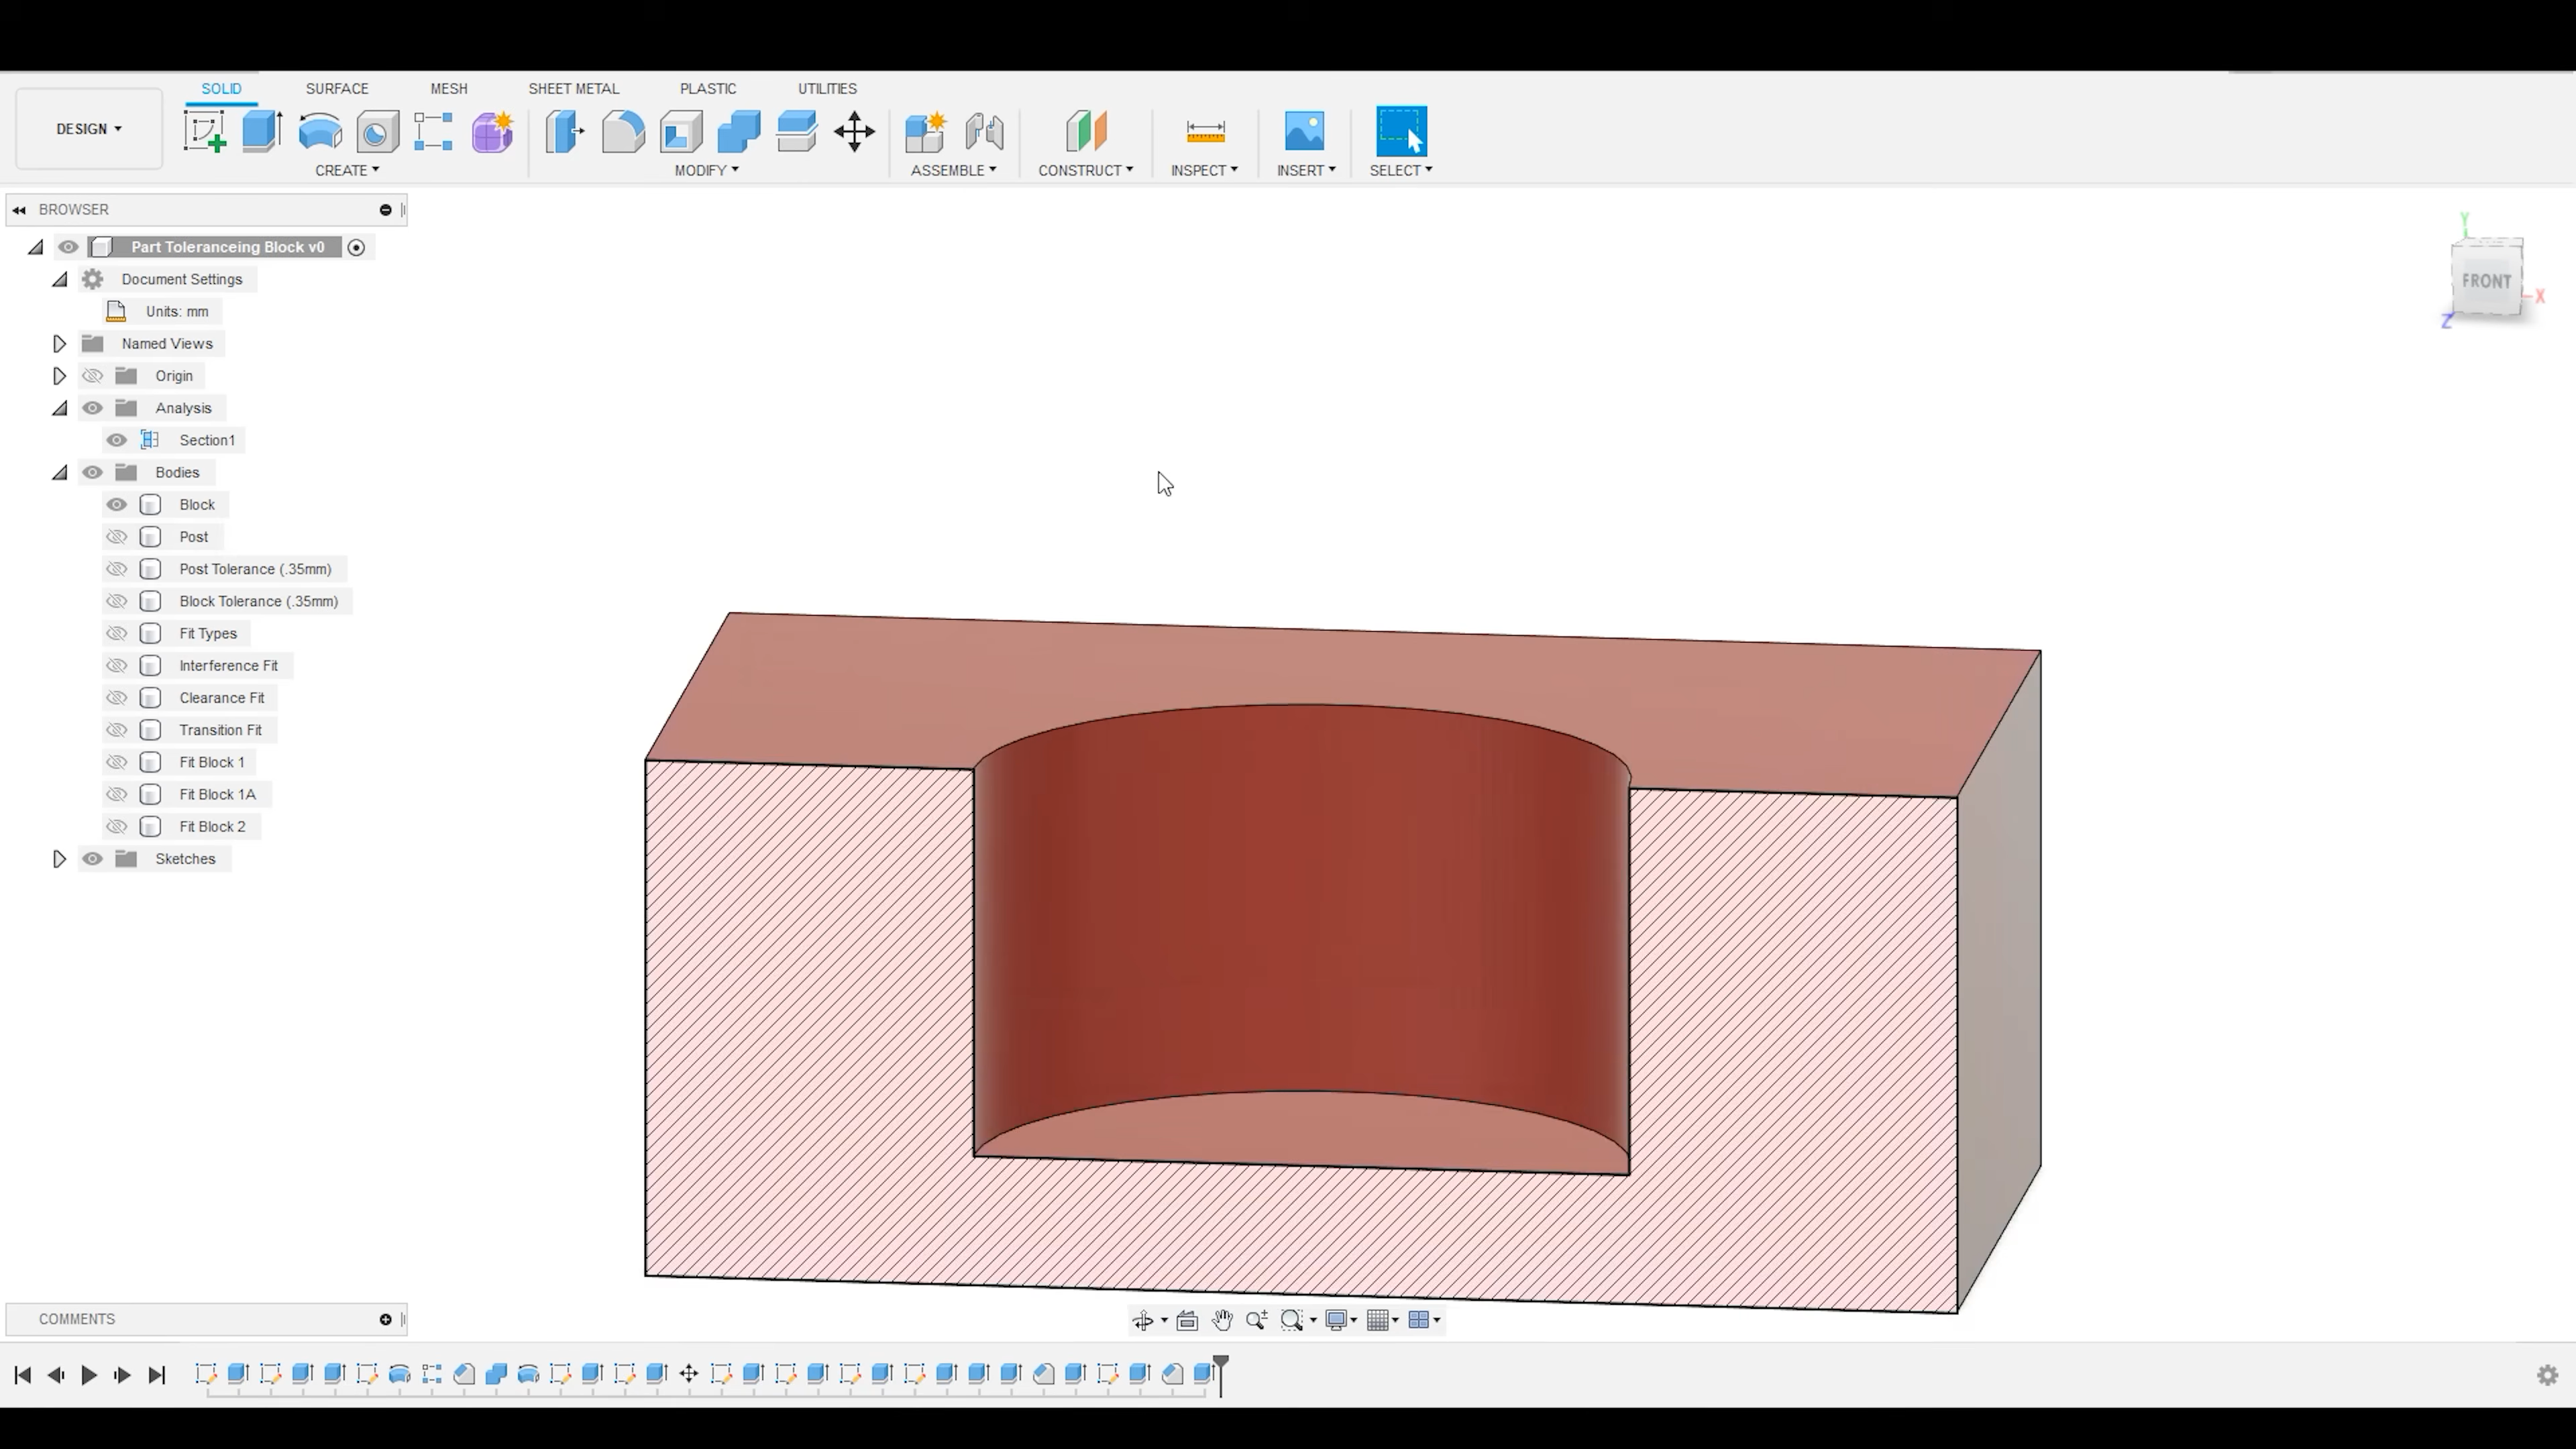 SOLID SURFACE MESH SHEET METAL PLASTIC UTILITIES
DESIGN
CREATE MODIFY ASSEMBLE CONSTRUCT INSPECT INSERT SELECT
BROWSER
Part Toleranceing Block v0
Document Settings
Units: mm
Named Views
Origin
Analysis
Section1
Bodies
Block
Post
Post Tolerance (.35mm)
Block Tolerance (.35mm)
Fit Types
Interference Fit
Clearance Fit
Transition Fit
Fit Block 1
Fit Block 1A
Fit Block 2
Sketches
Y
FRONT
X
Z
COMMENTS